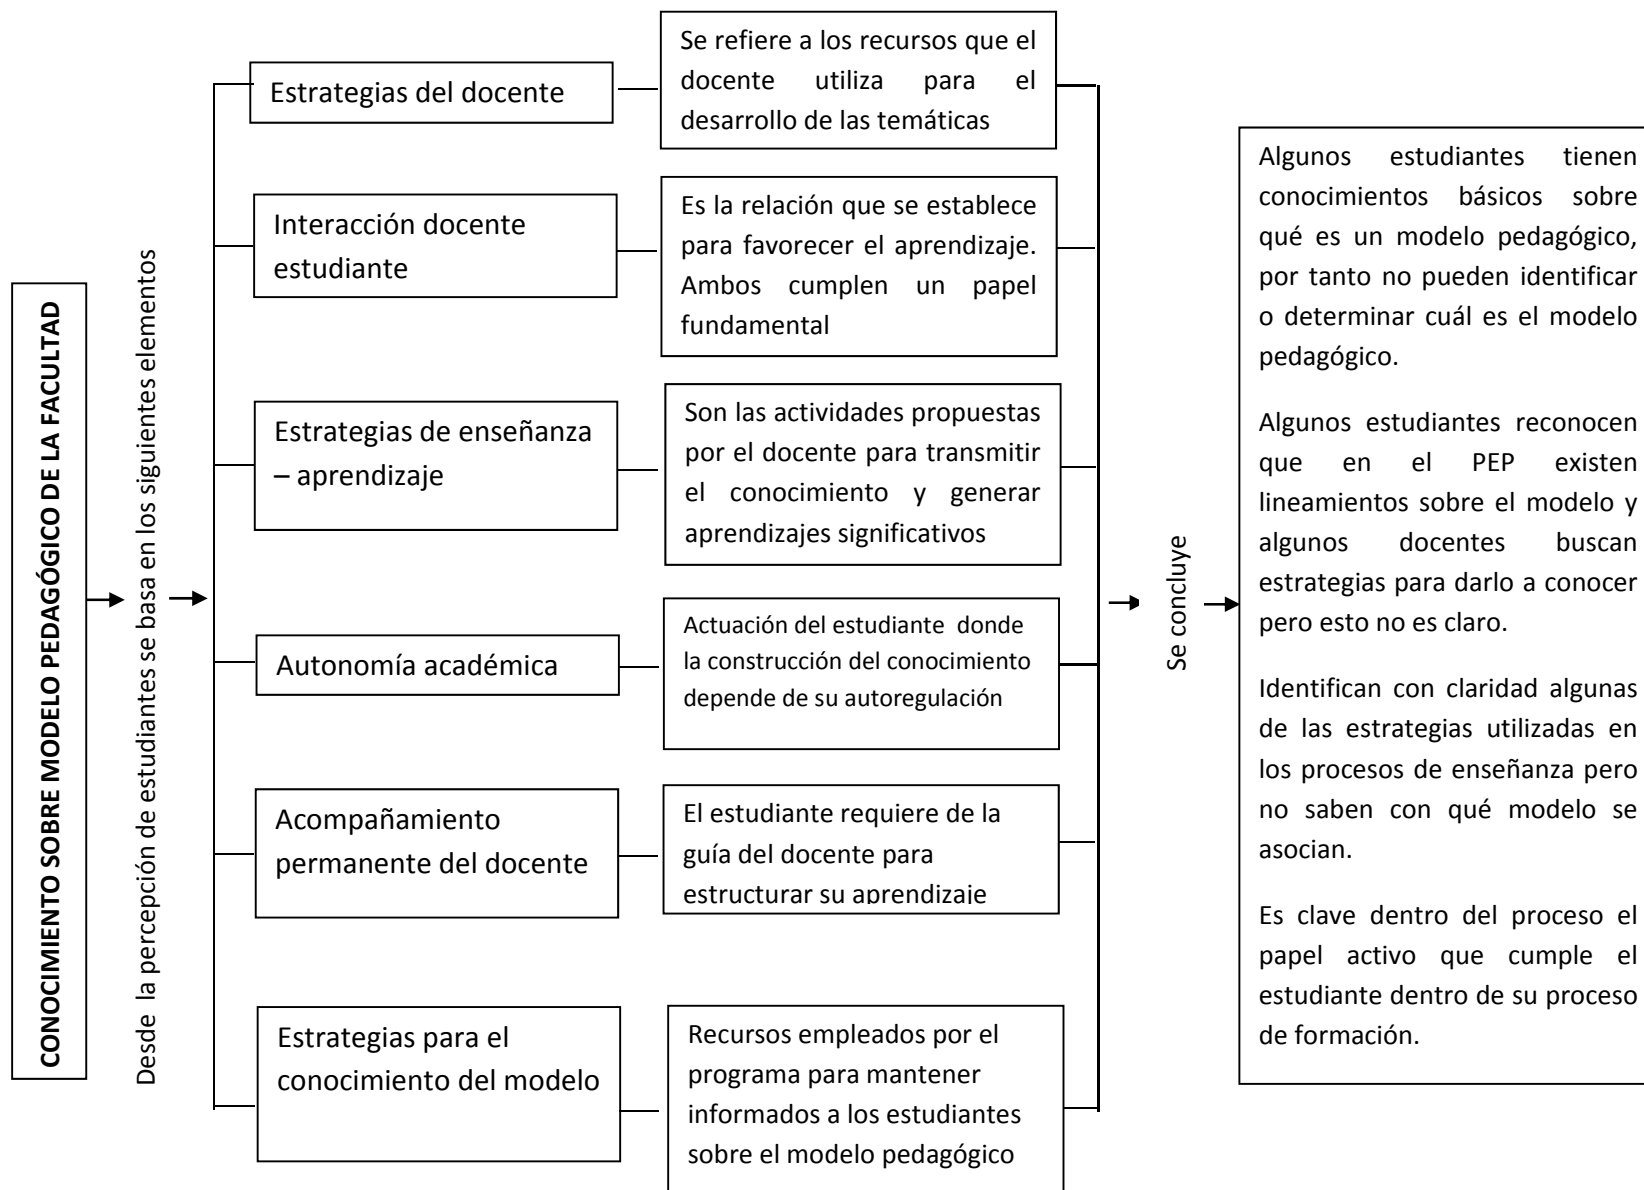 CONOCIMIENTO SOBRE MODELO PEDAGÓGICO DE LA FACULTAD
Desde la percepción de estudiantes se basa en los siguientes elementos
Estrategias del docente
Se refiere a los recursos que el
docente utiliza para el
desarrollo de las temáticas
Interacción docente
estudiante
Es la relación que se establece
para favorecer el aprendizaje.
Ambos cumplen un papel
fundamental
Estrategias de enseñanza
– aprendizaje
Son las actividades propuestas
por el docente para transmitir
el conocimiento y generar
aprendizajes significativos
Autonomía académica
Actuación del estudiante donde
la construcción del conocimiento
depende de su autoregulación
Acompañamiento
permanente del docente
El estudiante requiere de la
guía del docente para
estructurar su aprendizaje
Estrategias para el
conocimiento del modelo
Recursos empleados por el
programa para mantener
informados a los estudiantes
sobre el modelo pedagógico
Se concluye
Algunos estudiantes tienen
conocimientos básicos sobre
qué es un modelo pedagógico,
por tanto no pueden identificar
o determinar cuál es el modelo
pedagógico.
Algunos estudiantes reconocen
que en el PEP existen
lineamientos sobre el modelo y
algunos docentes buscan
estrategias para darlo a conocer
pero esto no es claro.
Identifican con claridad algunas
de las estrategias utilizadas en
los procesos de enseñanza pero
no saben con qué modelo se
asocian.
Es clave dentro del proceso el
papel activo que cumple el
estudiante dentro de su proceso
de formación.